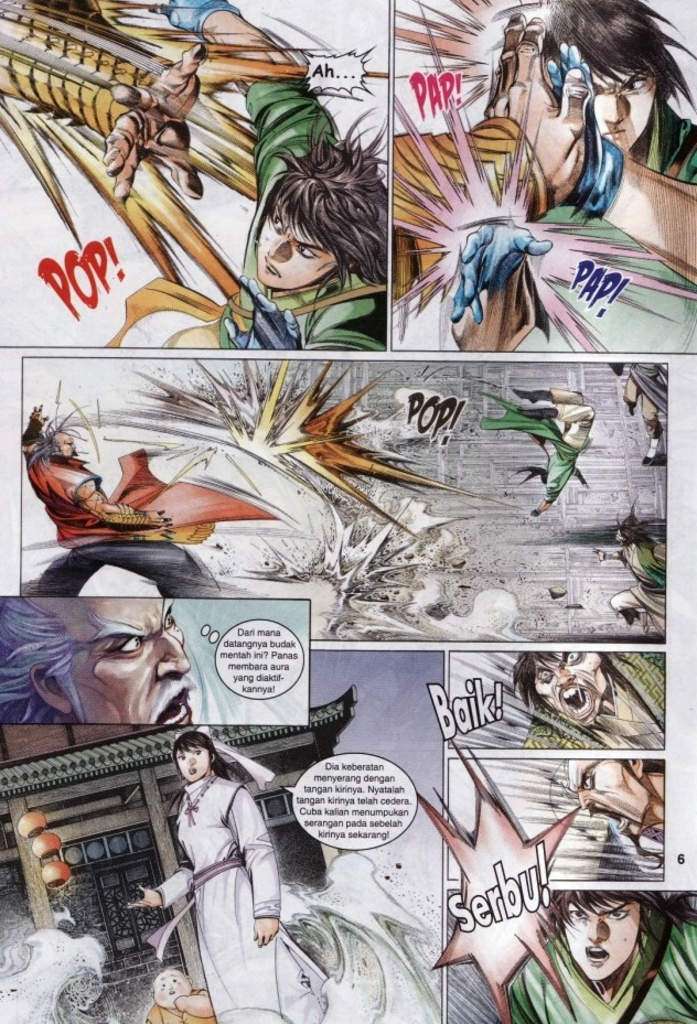 Ah...
POP!
PAP!
PAP!
POP!
Dari mana
datangnya budak
mentah ini? Panas
membara aura
yang diaktif-
kannya!
Dia keberatan
menyerang dengan
tangan kirinya. Nyatalah
tangan kirinya telah cedera.
Cuba kalian menumpukan
serangan pada sebelah
kirinya sekarang!
Baik!
Serbu!
6